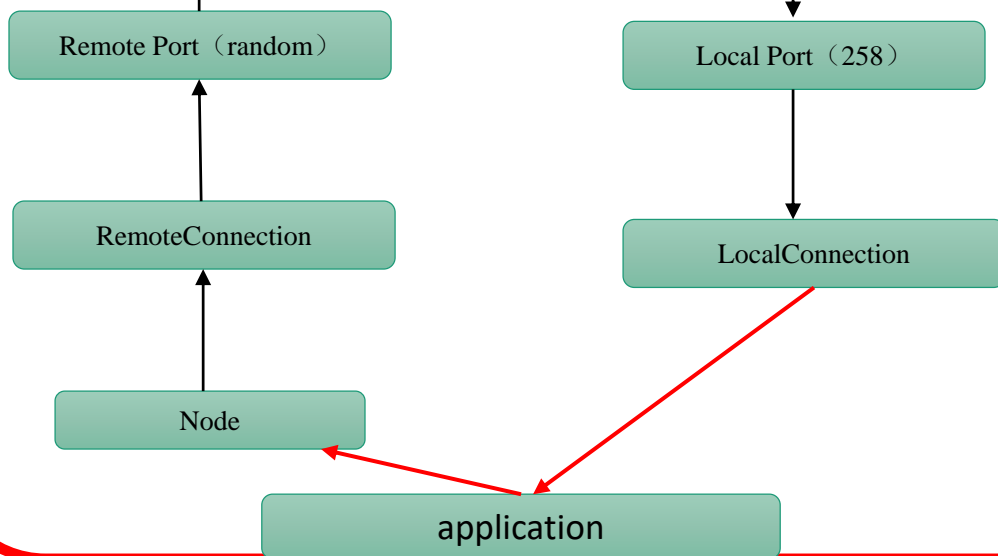 Remote Port（random）
Local Port（258）
RemoteConnection
LocalConnection
Node
application